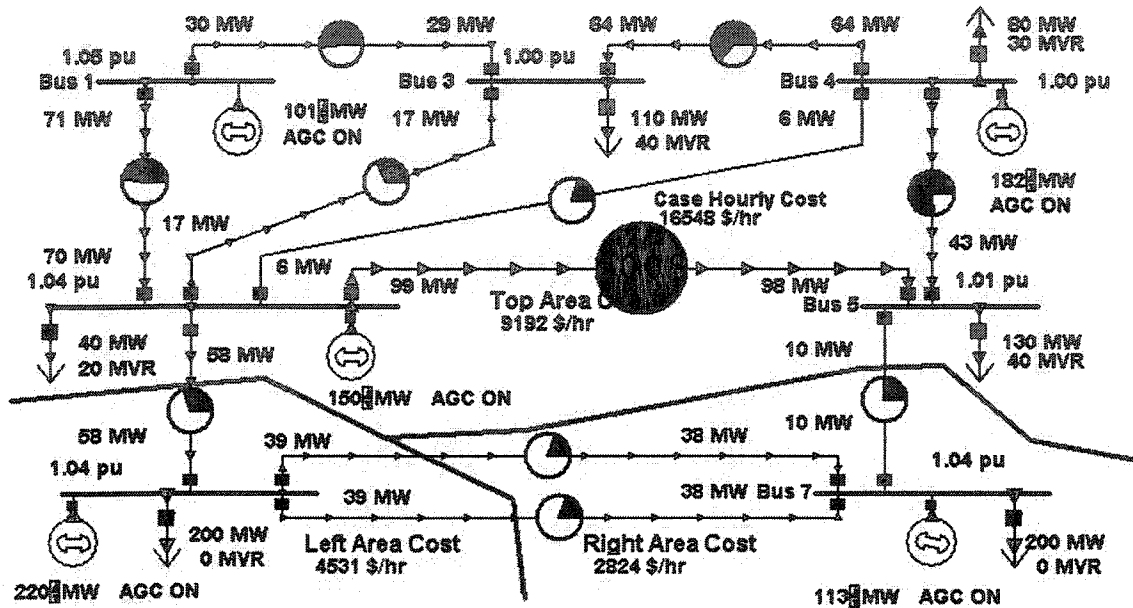 30 MW
29 MW
64 MW
64 MW
80 MW
30 MVR
1.05 pu
Bus 1
Bus 3
1.00 pu
Bus 4
1.00 pu
71 MW
101 MW
AGC ON
17 MW
110 MW
40 MVR
6 MW
182 MW
AGC ON
17 MW
Case Hourly Cost
16548 $/hr
43 MW
70 MW
1.04 pu
6 MW
99 MW
98 MW
1.01 pu
Top Area
9192 $/hr
Bus 5
40 MW
20 MVR
58 MW
10 MW
130 MW
40 MVR
150 MW AGC ON
58 MW
39 MW
38 MW
10 MW
1.04 pu
1.04 pu
39 MW
38 MW
Bus 7
200 MW
0 MVR
Left Area Cost
4531 $/hr
Right Area Cost
2824 $/hr
200 MW
0 MVR
220 MW AGC ON
113 MW AGC ON